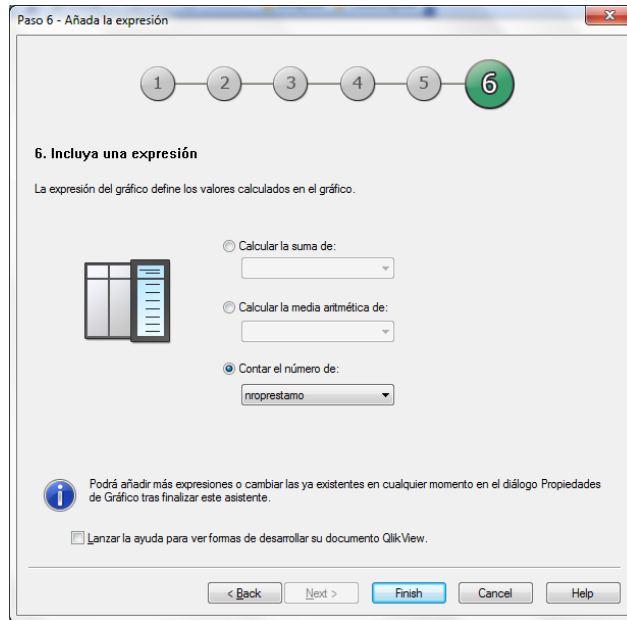 Paso 6 - Añada la expresión
1 2 3 4 5 6
6. Incluya una expresión
La expresión del gráfico define los valores calculados en el gráfico.
Calcular la suma de:
Calcular la media aritmética de:
Contar el número de:
nroprestamo
Podrá añadir más expresiones o cambiar las ya existentes en cualquier momento en el diálogo Propiedades
de Gráfico tras finalizar este asistente.
Lanzar la ayuda para ver formas de desarrollar su documento QlikView.
< Back Next > Finish Cancel Help